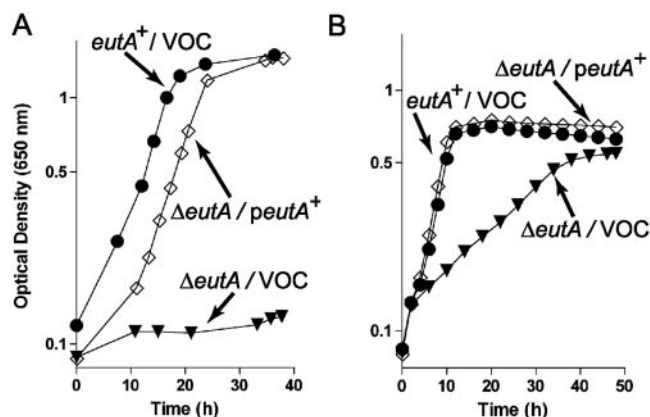 A
B
eutA+/ VOC
ΔeutA / peutA+
eutA+/ VOC
1
1
0.5
0.5
ΔeutA / peutA+
ΔeutA / VOC
ΔeutA / VOC
0.1
0.1
Optical Density (650 nm)
0 10 20 30 40
0 10 20 30 40 50
Time (h)
Time (h)